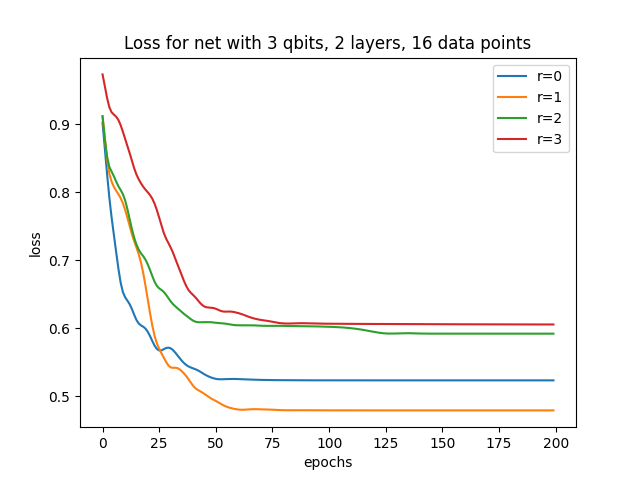 Loss for net with 3 qbits, 2 layers, 16 data points
r=0
r=1
r=2
r=3
loss
0.9
0.8
0.7
0.6
0.5
0 25 50 75 100 125 150 175 200
epochs